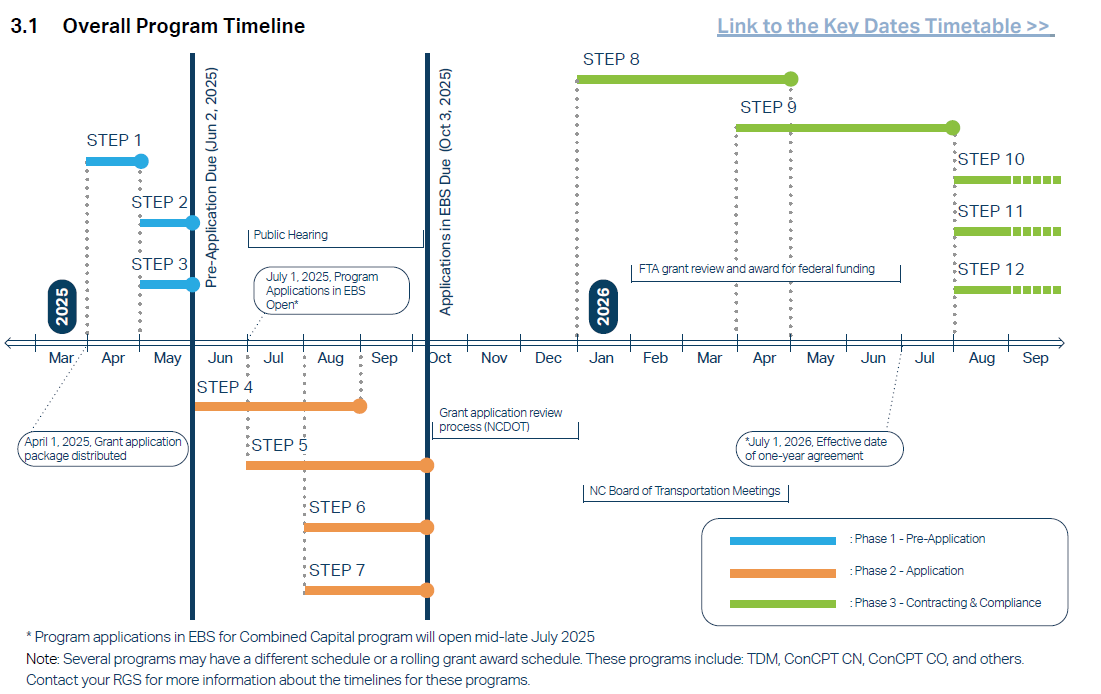 3.1 Overall Program Timeline
Link to the Key Dates Timetable >>
STEP 8
STEP 9
STEP 1
STEP 10
STEP 2
STEP 11
Pre-Application Due (Jun 2, 2025)
Applications in EBS Due (Oct 3, 2025)
Public Hearing
STEP 3
FTA grant review and award for federal funding
STEP 12
July 1, 2025, Program
Applications in EBS
Open*
2025
2026
Mar Apr May Jun Jul Aug Sep Oct Nov Dec Jan Feb Mar Apr May Jun Jul Aug Sep
STEP 4
Grant application review
process (NCDOT)
April 1, 2025, Grant application
package distributed
STEP 5
*July 1, 2026, Effective date
of one-year agreement
NC Board of Transportation Meetings
STEP 6
STEP 7
: Phase 1 - Pre-Application
: Phase 2 - Application
: Phase 3 - Contracting & Compliance
* Program applications in EBS for Combined Capital program will open mid-late July 2025
Note: Several programs may have a different schedule or a rolling grant award schedule. These programs include: TDM, ConCPT CN, ConCPT CO, and others.
Contact your RGS for more information about the timelines for these programs.